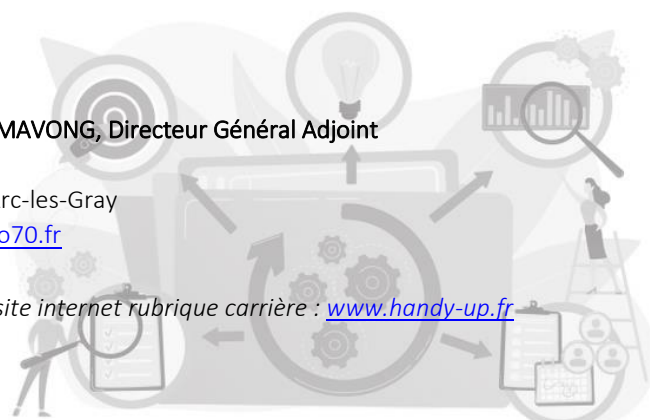 MAVONG, Directeur Général Adjoint
rc-les-Gray
o70.fr
site internet rubrique carrière : www.handy-up.fr